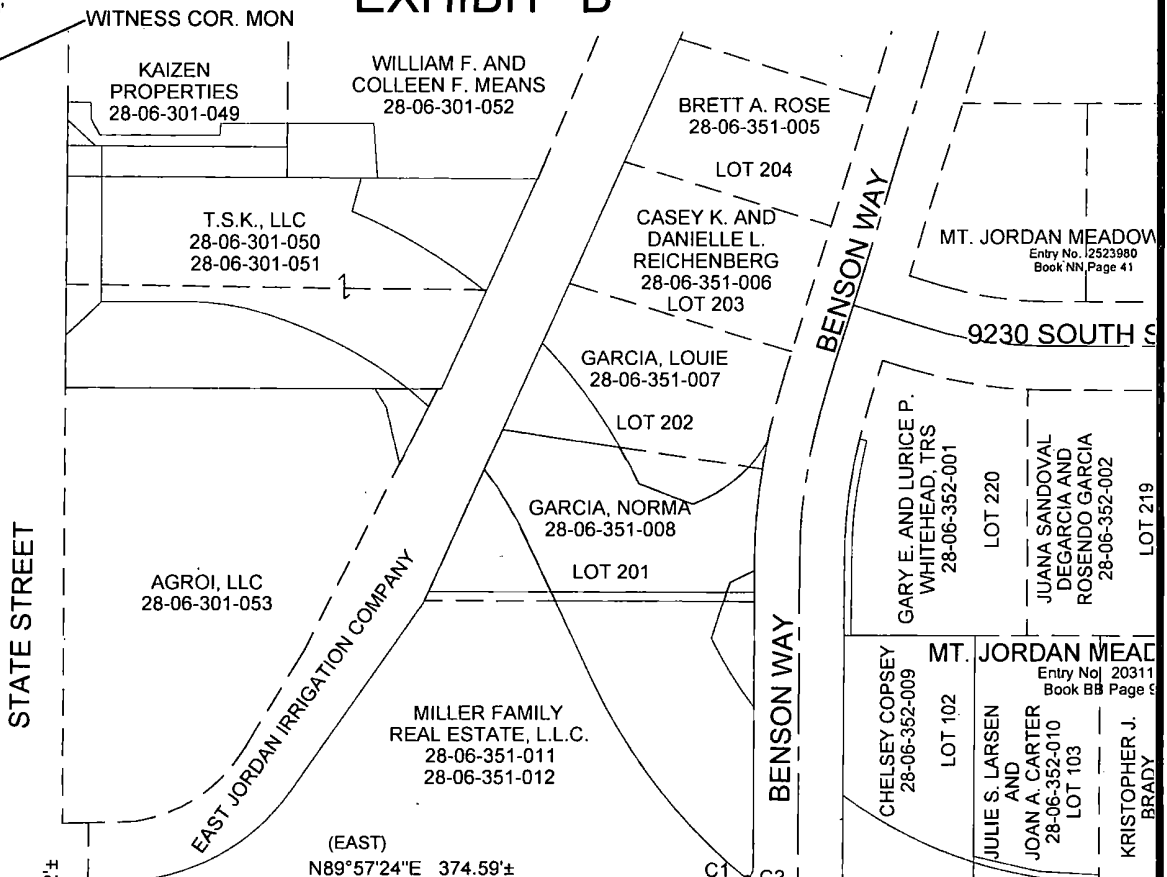 EXHIBIT B
WITNESS COR. MON
KAIZEN
PROPERTIES
28-06-301-049
WILLIAM F. AND
COLLEEN F. MEANS
28-06-301-052
BRETT A. ROSE
28-06-351-005
LOT 204
T.S.K., LLC
28-06-301-050
28-06-301-051
CASEY K. AND
DANIELLE L.
REICHENBERG
28-06-351-006
LOT 203
BENSON WAY
MT. JORDAN MEADOW
Entry No. 2523980
Book NN, Page 41
9230 SOUTH S
GARCIA, LOUIE
28-06-351-007
LOT 202
GARY E. AND LURICE P.
WHITEHEAD, TRS
28-06-352-001
LOT 220
JUANA SANDOVAL
DEGARCIA AND
ROSENDO GARCIA
28-06-352-002
LOT 219
GARCIA, NORMA
28-06-351-008
LOT 201
STATE STREET
AGROI, LLC
28-06-301-053
EAST JORDAN IRRIGATION COMPANY
MILLER FAMILY
REAL ESTATE, L.L.C.
28-06-351-011
28-06-351-012
BENSON WAY
MT. JORDAN MEAD
Entry No. 20311
Book BB Page 9
CHELSEY COPSEY
28-06-352-009
LOT 102
JULIE S. LARSEN
AND
JOAN A. CARTER
28-06-352-010
LOT 103
KRISTOPHER J.
BRADY
(EAST)
N89°57'24"E 374.59'±
C1
C2
'±